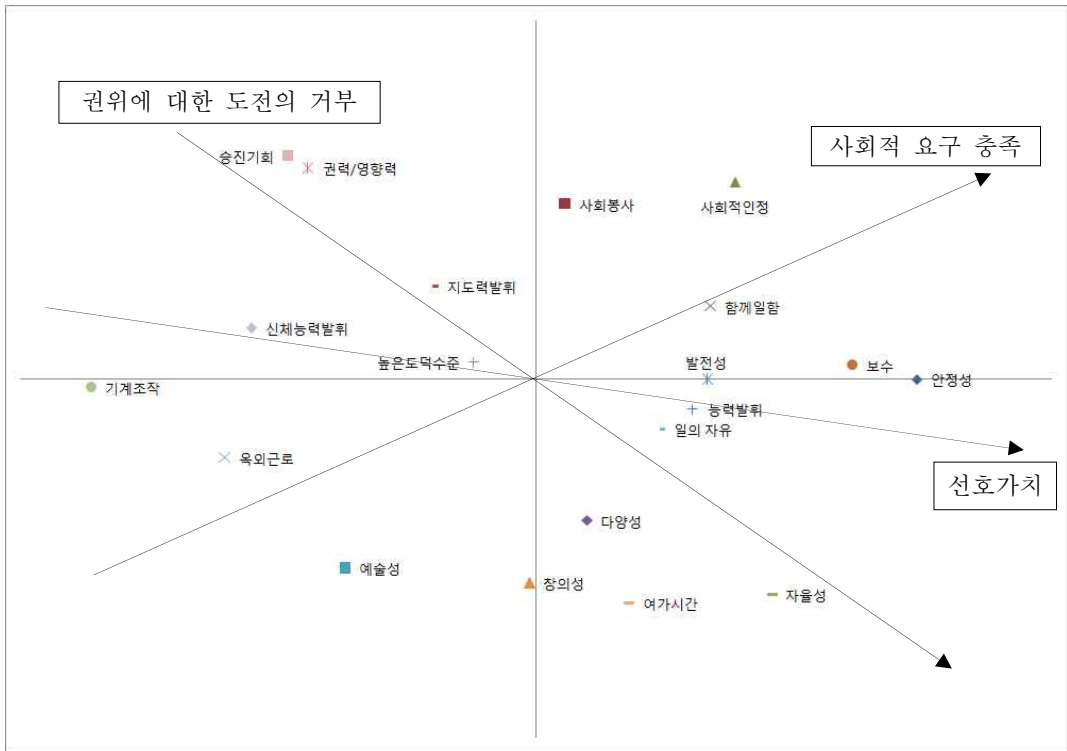 권위에 대한 도전의 거부
사회적 요구 충족
승진기회
권력/영향력
사회봉사
사회적인정
지도력발휘
함께일함
신체능력발휘
높은도덕수준
발전성
보수
안정성
기계조작
능력발휘
일의 자유
옥외근로
선호가치
다양성
예술성
창의성
여가시간
자율성